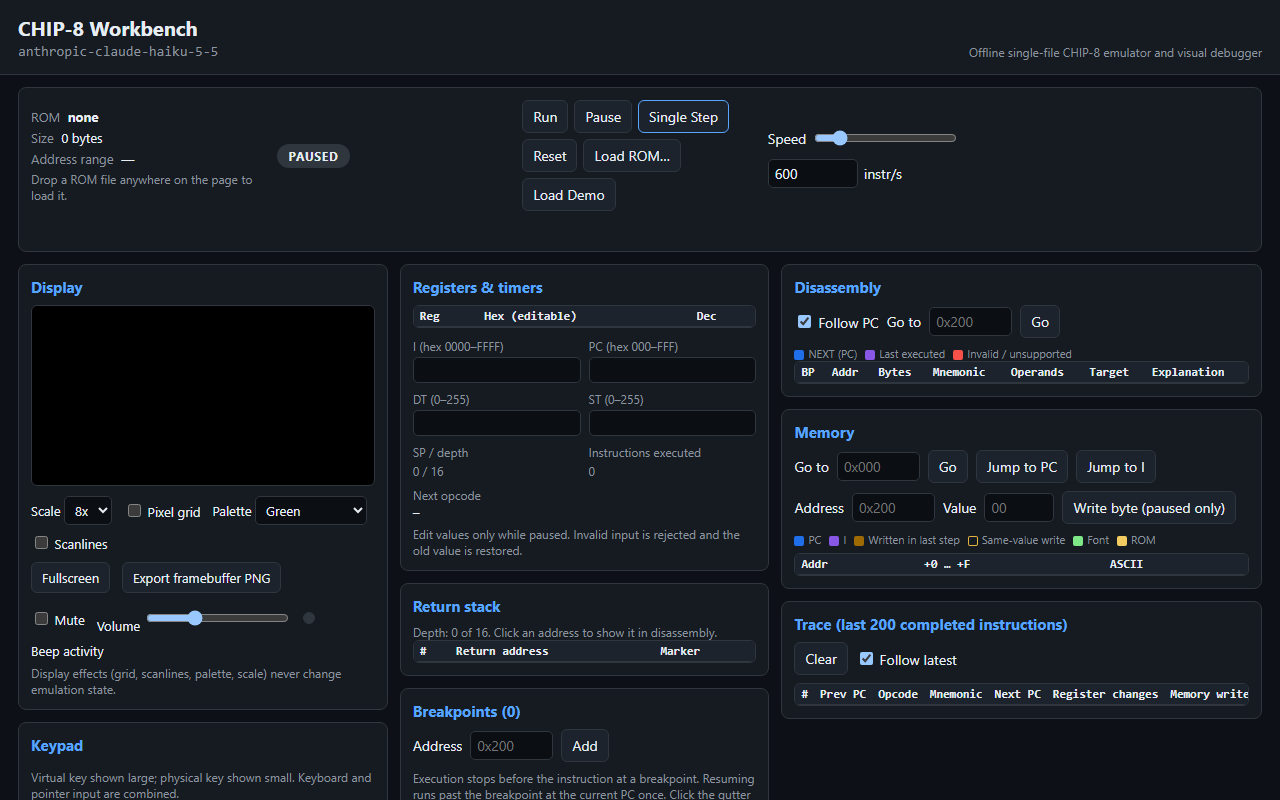 CHIP-8 Workbench
anthropic-claude-haiku-5-5
Offline single-file CHIP-8 emulator and visual debugger
ROM none
Size 0 bytes
Address range —
Drop a ROM file anywhere on the page to
load it.
PAUSED
Run Pause Single Step
Reset Load ROM...
Load Demo
Speed
600 instr/s
Display
Scale 8x Pixel grid Palette Green
Scanlines
Fullscreen Export framebuffer PNG
Mute Volume
Beep activity
Display effects (grid, scanlines, palette, scale) never change
emulation state.
Keypad
Virtual key shown large; physical key shown small. Keyboard and
pointer input are combined.
Registers & timers
Reg Hex (editable) Dec
I (hex 0000–FFFF) PC (hex 000–FFF)
DT (0–255) ST (0–255)
SP / depth Instructions executed
0 / 16 0
Next opcode
—
Edit values only while paused. Invalid input is rejected and the
old value is restored.
Return stack
Depth: 0 of 16. Click an address to show it in disassembly.
# Return address Marker
Breakpoints (0)
Address 0x200 Add
Execution stops before the instruction at a breakpoint. Resuming
runs past the breakpoint at the current PC once. Click the gutter
Disassembly
Follow PC Go to 0x200 Go
NEXT (PC) Last executed Invalid / unsupported
BP Addr Bytes Mnemonic Operands Target Explanation
Memory
Go to 0x000 Go Jump to PC Jump to I
Address 0x200 Value 00 Write byte (paused only)
PC I Written in last step Same-value write Font ROM
Addr +0 … +F ASCII
Trace (last 200 completed instructions)
Clear Follow latest
# Prev PC Opcode Mnemonic Next PC Register changes Memory write